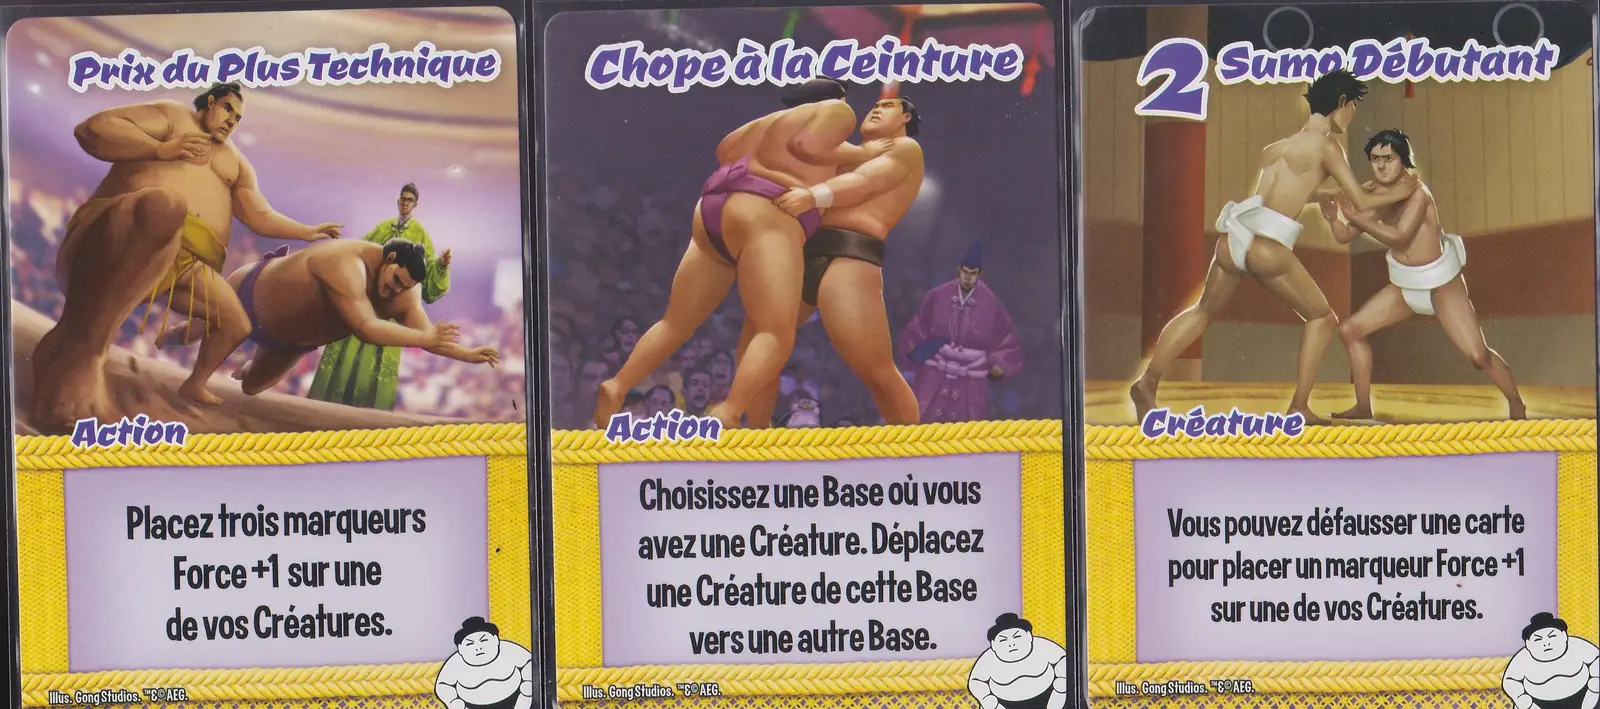 Prix du Plus Technique
Action
Placez trois marqueurs
Force +1 sur une
de vos Créatures.
Illus. Gong Studios. ™&©AEG.
Chope à la Ceinture
Action
Choisissez une Base où vous
avez une Créature. Déplacez
une Créature de cette Base
vers une autre Base.
Illus. Gong Studios. ™&©AEG.
2 Sumo Débutant
Créature
Vous pouvez défausser une carte
pour placer un marqueur Force +1
sur une de vos Créatures.
Illus. Gong Studios. ™&©AEG.